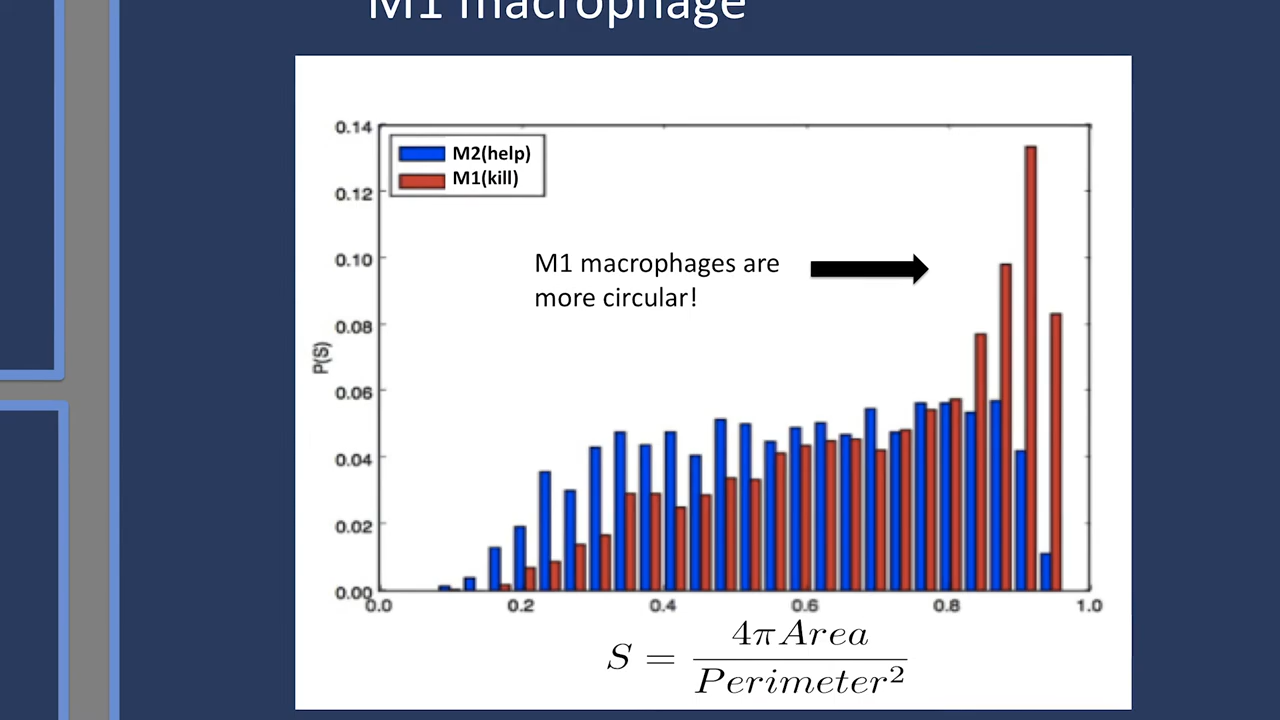 M1 macrophage
0.14
0.12
0.10
0.08
0.06
0.04
0.02
0.00
P(S)
M2(help)
M1(kill)
M1 macrophages are
more circular!
0.0 0.2 0.4 0.6 0.8 1.0
S = 4πArea / Perimeter²